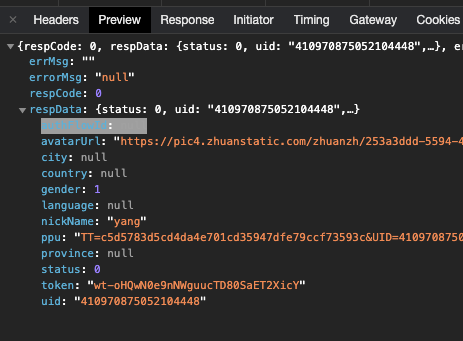 × Headers Preview Response Initiator Timing Gateway Cookies
▼{respCode: 0, respData: {status: 0, uid: "410970875052104448",…}, er
errMsg: ""
errorMsg: "null"
respCode: 0
▼respData: {status: 0, uid: "410970875052104448",…}
avatarUrl: "https://pic4.zhuanstatic.com/zhuanzh/253a3ddd-5594-4
city: null
country: null
gender: 1
language: null
nickName: "yang"
ppu: "TT=c5d5783d5cd4da4e701cd35947dfe79ccf73593c&UID=4109708750
province: null
status: 0
token: "wt-oHQwN0e9nNWguucTD80SaET2XicY"
uid: "410970875052104448"